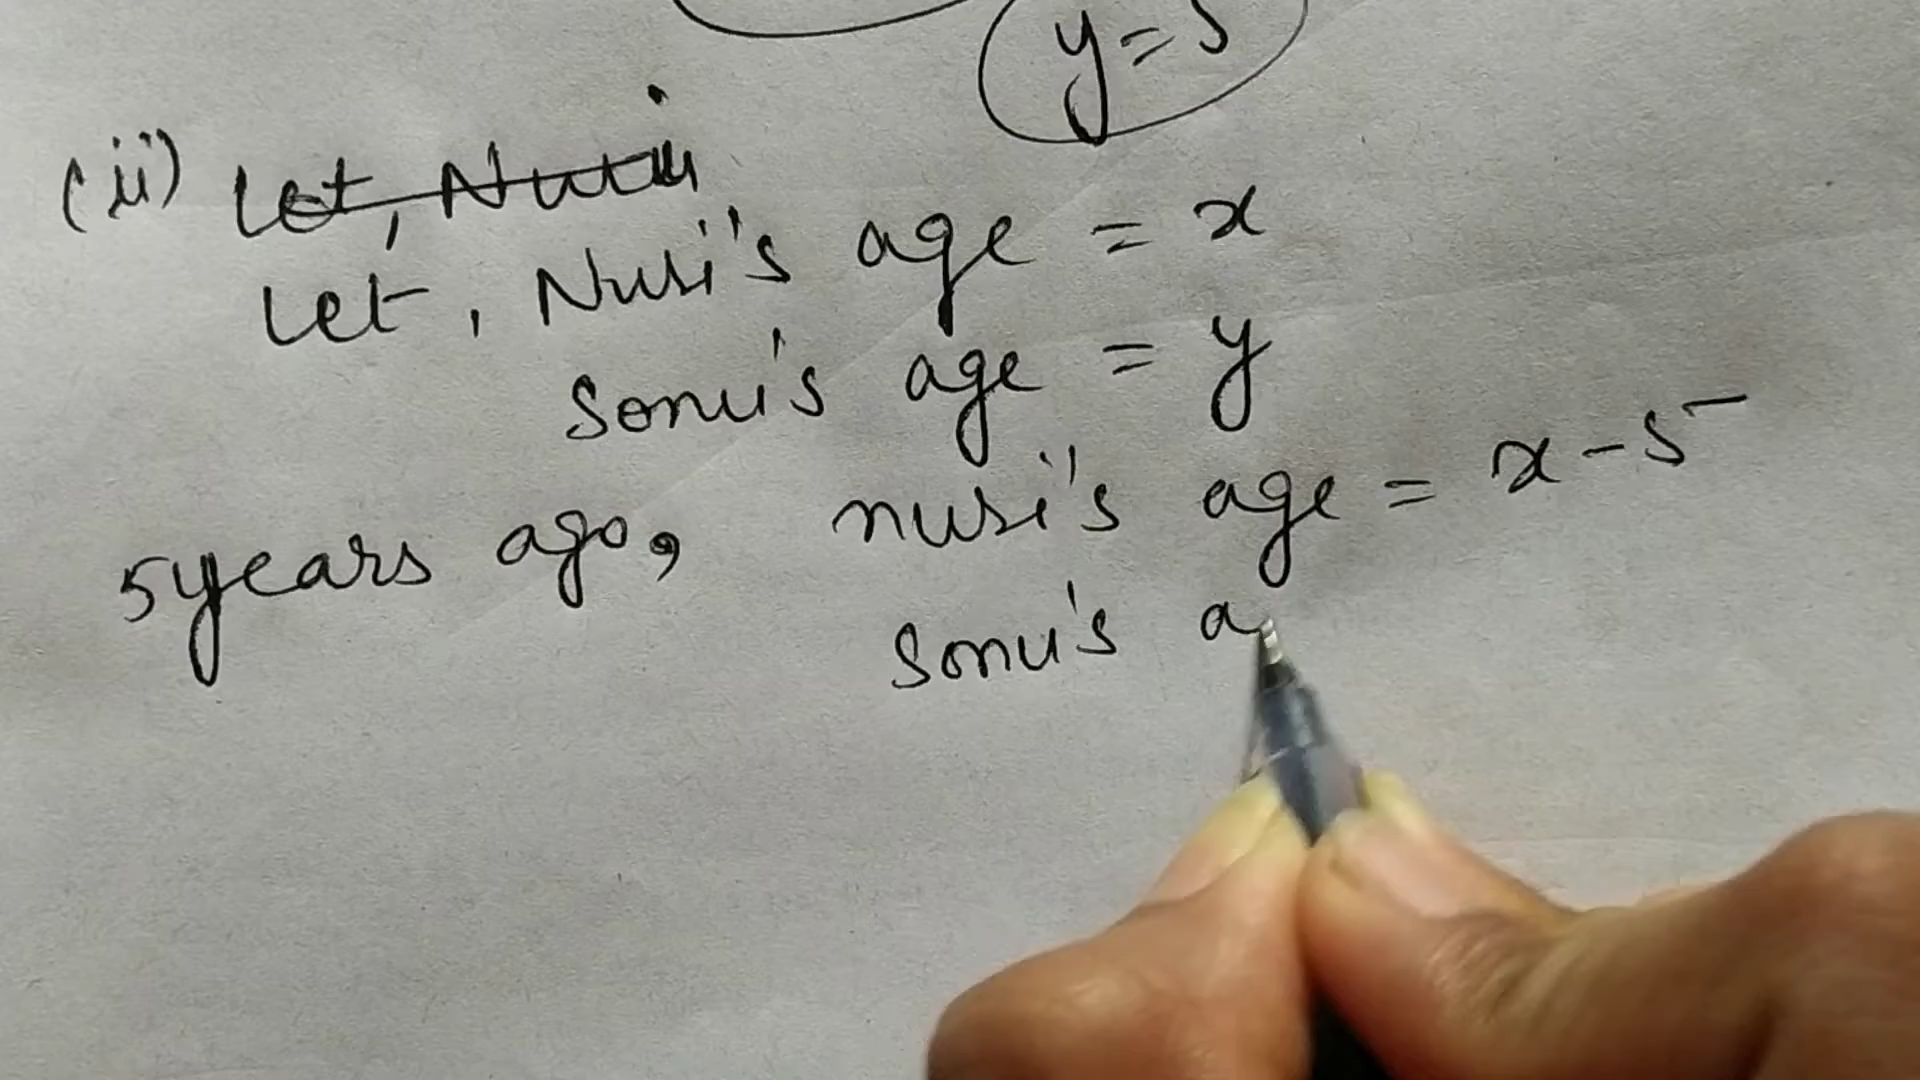 y=5
(ii) Let, Nuri
Let, Nuri's age = x
Sonu's age = y
5years ago, nuri's age = x-5
Sonu's a